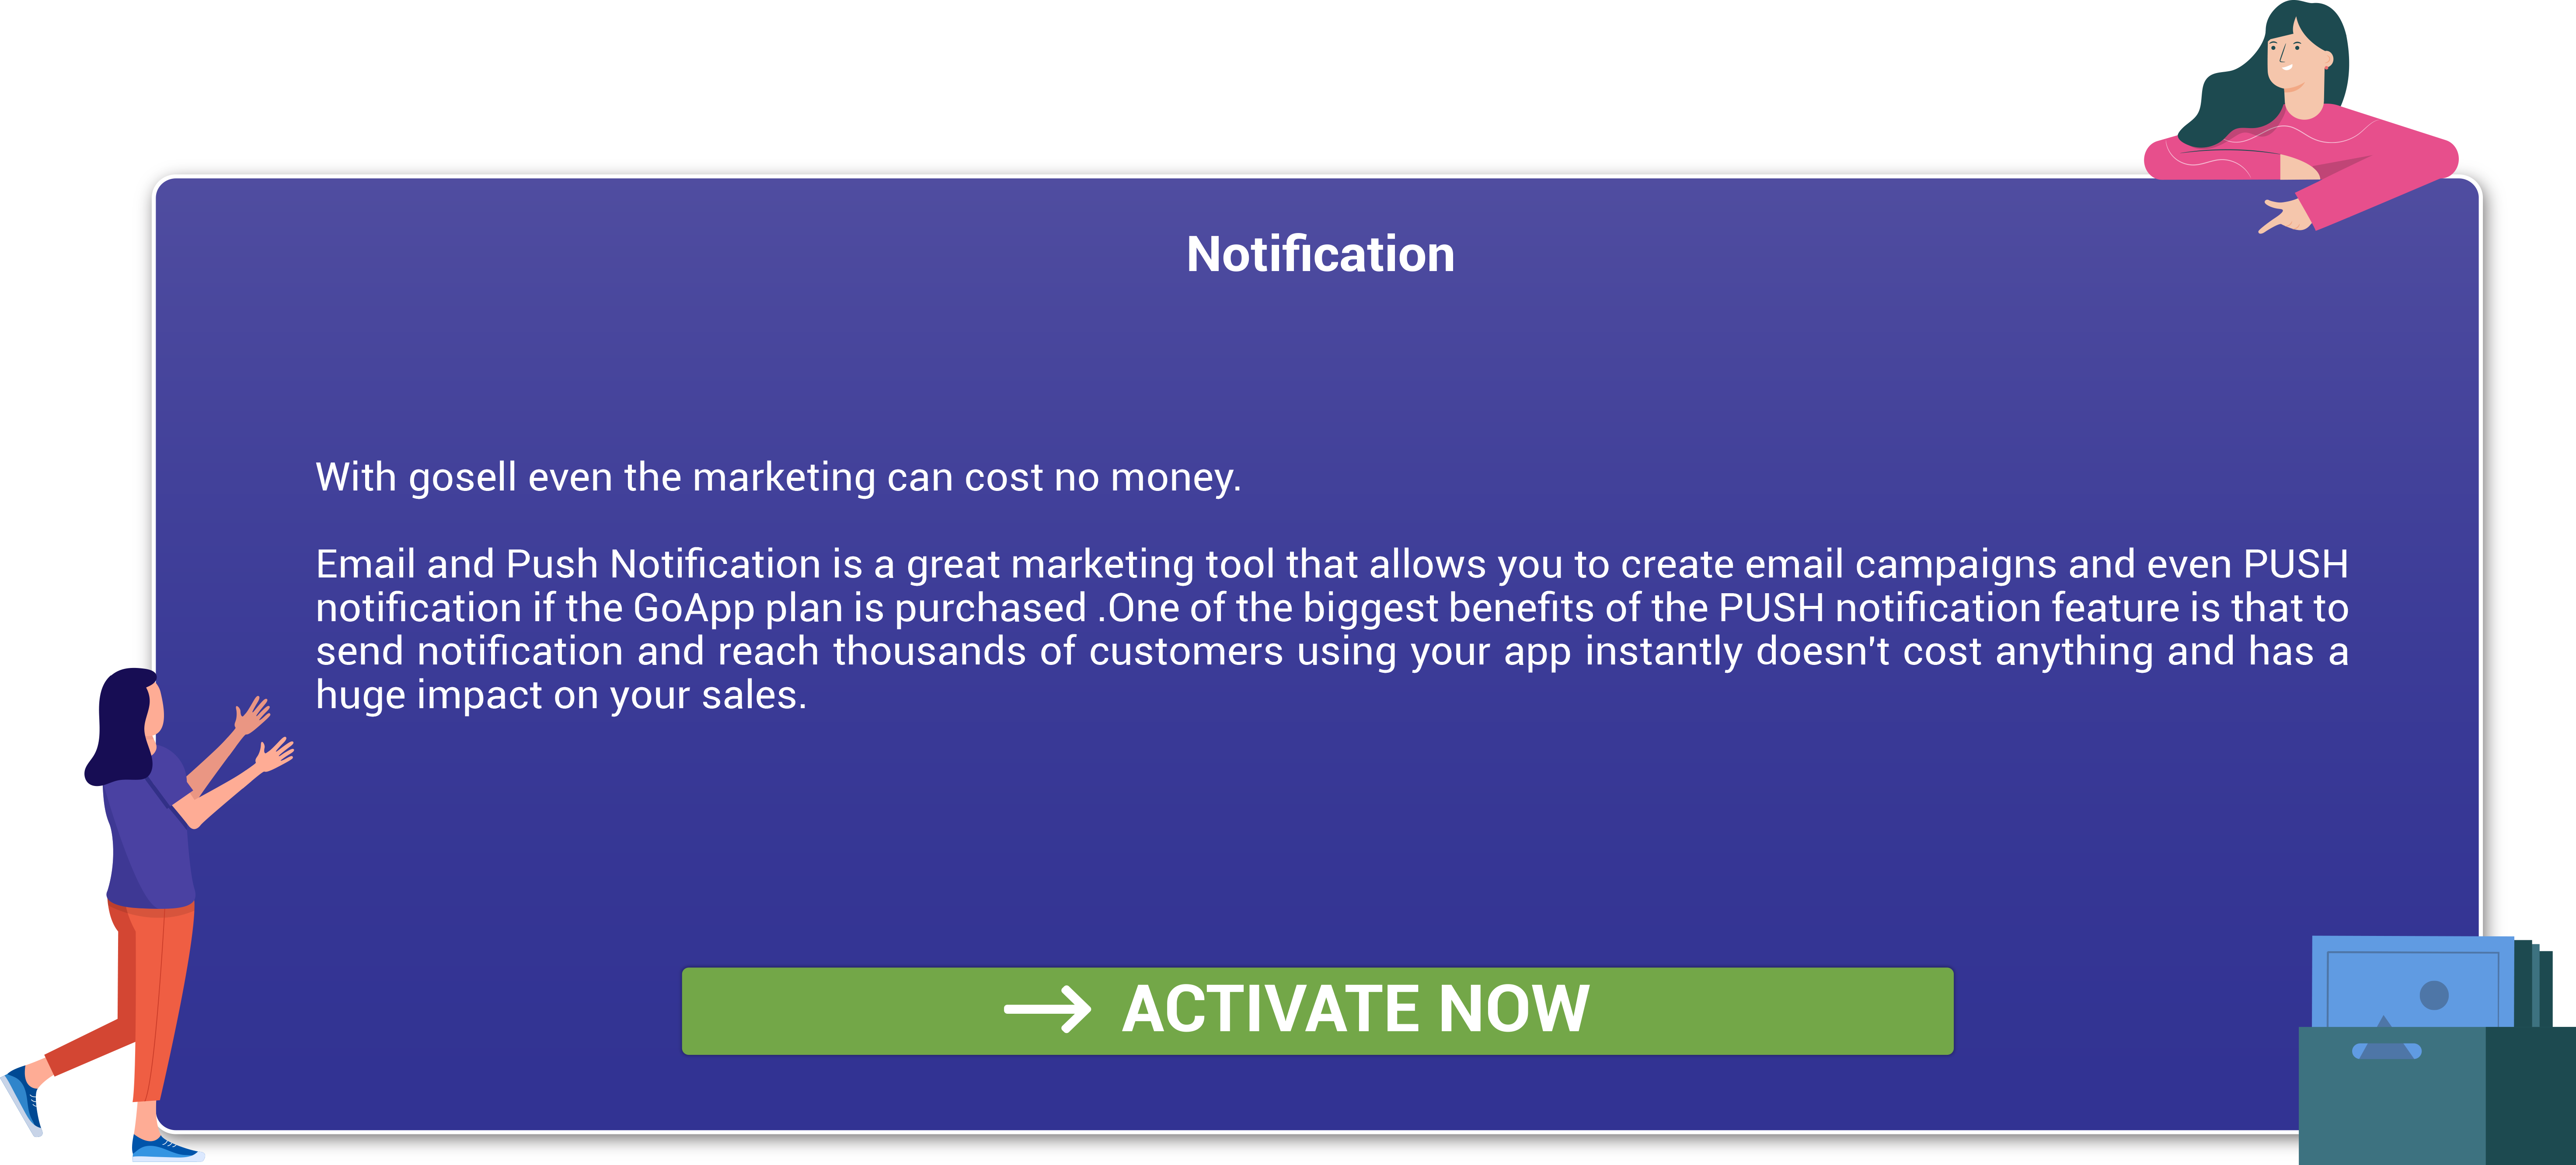 Notification
With gosell even the marketing can cost no money.
Email and Push Notification is a great marketing tool that allows you to create email campaigns and even PUSH
notification if the GoApp plan is purchased .One of the biggest benefits of the PUSH notification feature is that to
send notification and reach thousands of customers using your app instantly doesn't cost anything and has a
huge impact on your sales.
→ ACTIVATE NOW